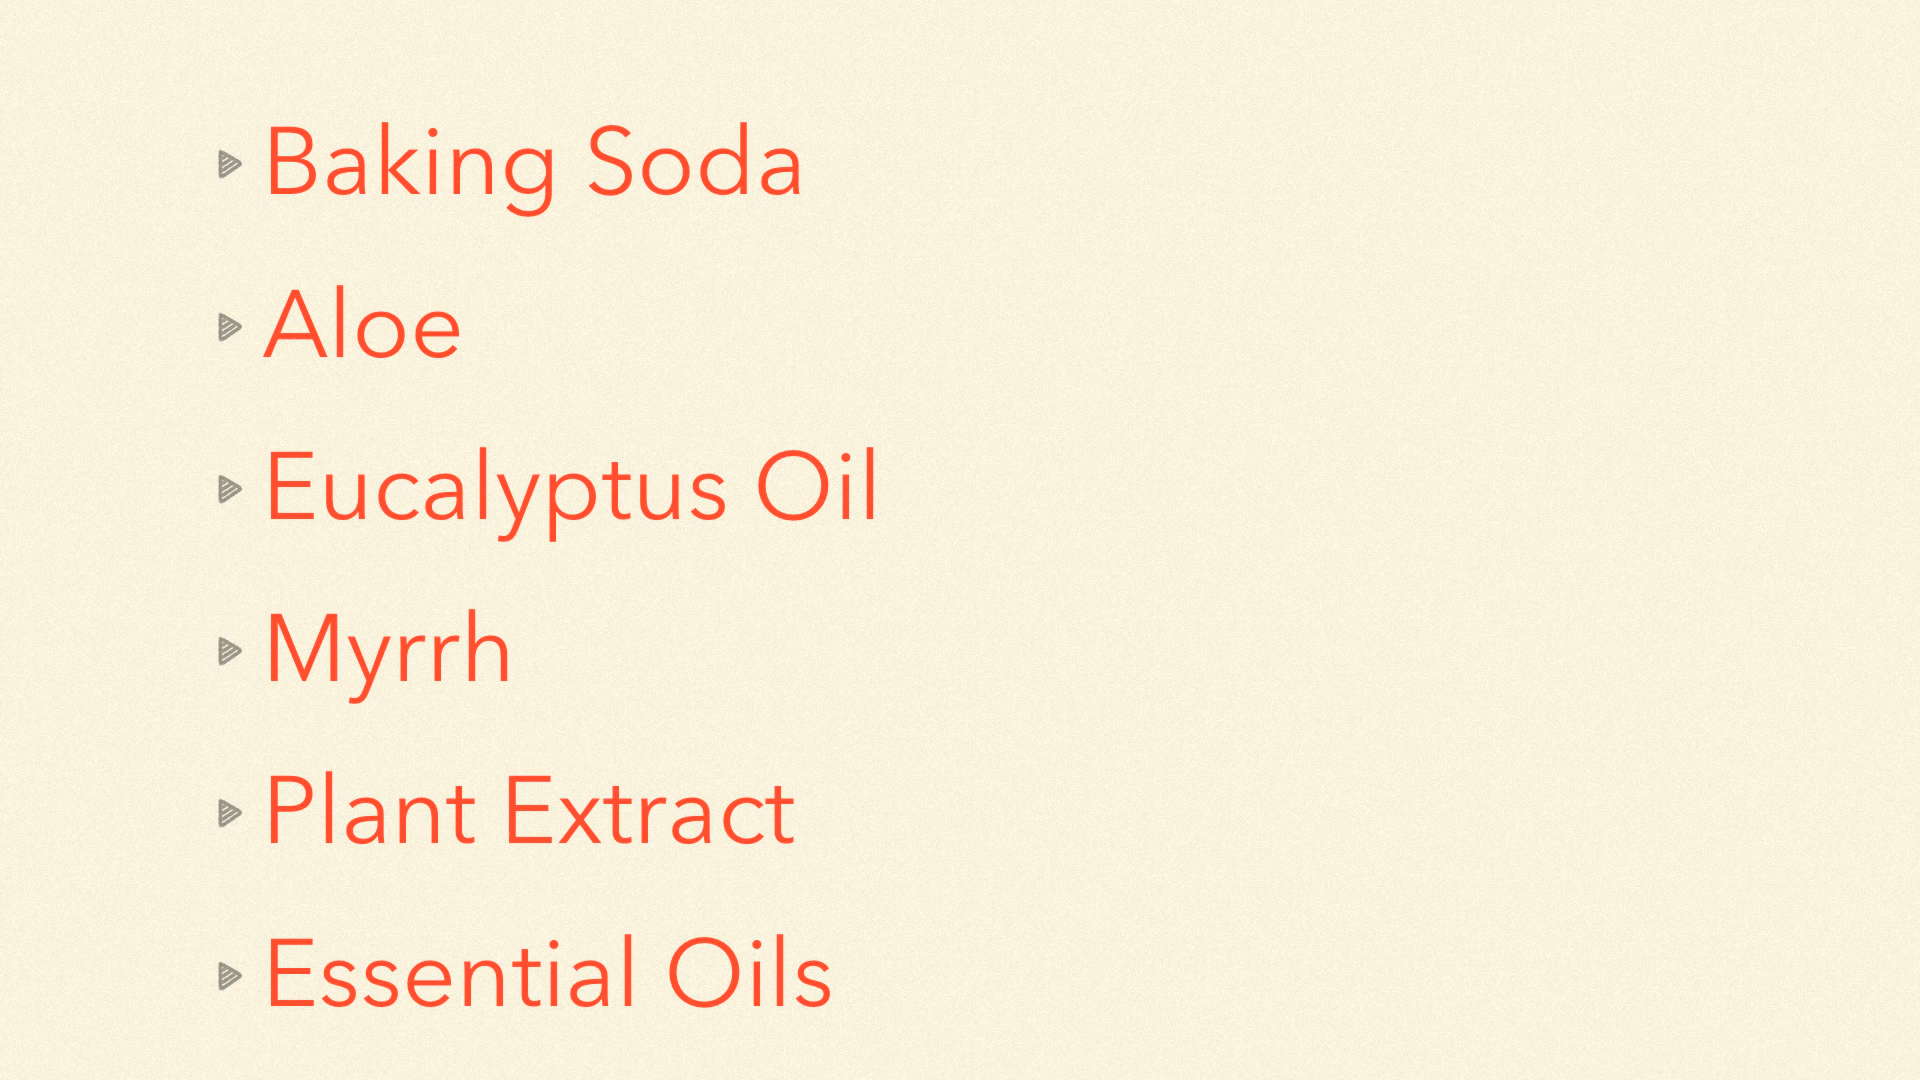 Baking Soda
Aloe
Eucalyptus Oil
Myrrh
Plant Extract
Essential Oils